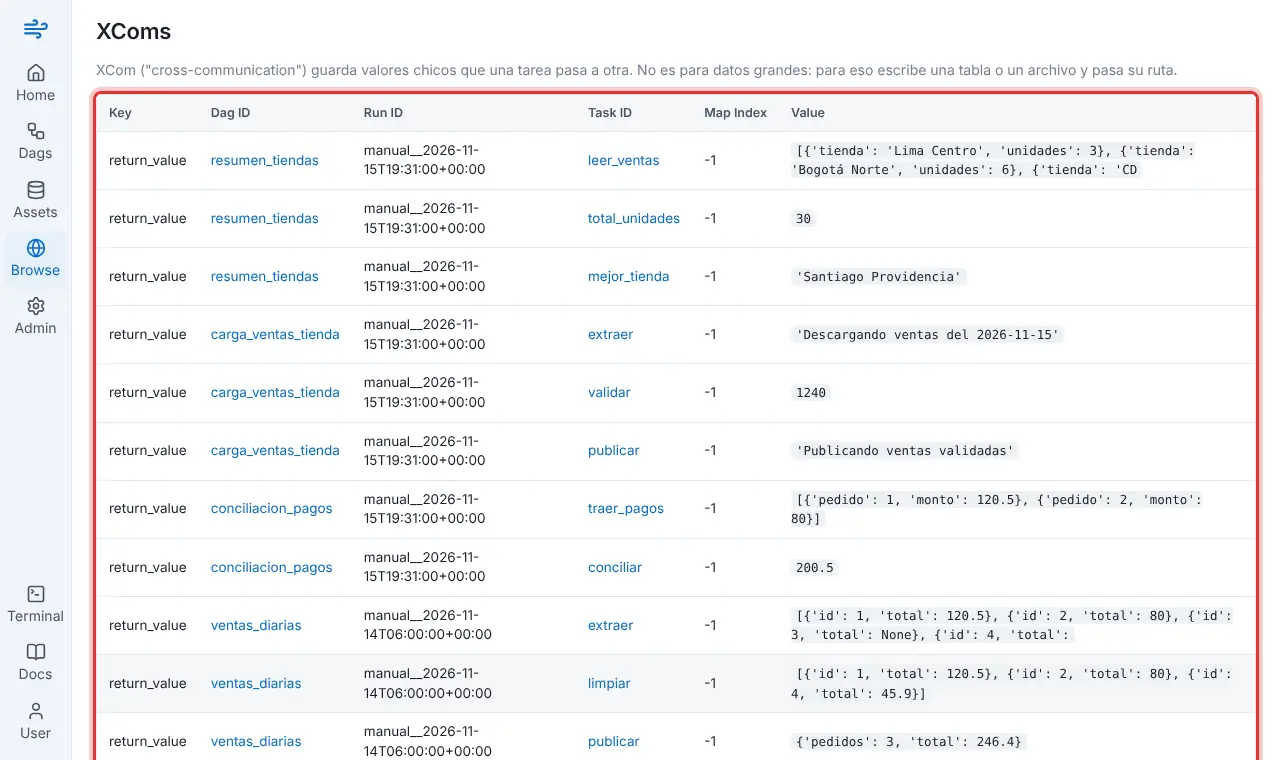 XComs
XCom ("cross-communication") guarda valores chicos que una tarea pasa a otra. No es para datos grandes: para eso escribe una tabla o un archivo y pasa su ruta.
Home
Dags
Assets
Browse
Admin
Terminal
Docs
User
Key Dag ID Run ID Task ID Map Index Value
return_value resumen_tiendas manual__2026-11-15T19:31:00+00:00 leer_ventas -1 [{'tienda': 'Lima Centro', 'unidades': 3}, {'tienda':
'Bogotá Norte', 'unidades': 6}, {'tienda': 'CD
return_value resumen_tiendas manual__2026-11-15T19:31:00+00:00 total_unidades -1 30
return_value resumen_tiendas manual__2026-11-15T19:31:00+00:00 mejor_tienda -1 'Santiago Providencia'
return_value carga_ventas_tienda manual__2026-11-15T19:31:00+00:00 extraer -1 'Descargando ventas del 2026-11-15'
return_value carga_ventas_tienda manual__2026-11-15T19:31:00+00:00 validar -1 1240
return_value carga_ventas_tienda manual__2026-11-15T19:31:00+00:00 publicar -1 'Publicando ventas validadas'
return_value conciliacion_pagos manual__2026-11-15T19:31:00+00:00 traer_pagos -1 [{'pedido': 1, 'monto': 120.5}, {'pedido': 2, 'monto':
80}]
return_value conciliacion_pagos manual__2026-11-15T19:31:00+00:00 conciliar -1 200.5
return_value ventas_diarias manual__2026-11-14T06:00:00+00:00 extraer -1 [{'id': 1, 'total': 120.5}, {'id': 2, 'total': 80}, {'id':
3, 'total': None}, {'id': 4, 'total':
return_value ventas_diarias manual__2026-11-14T06:00:00+00:00 limpiar -1 [{'id': 1, 'total': 120.5}, {'id': 2, 'total': 80}, {'id':
4, 'total': 45.9}]
return_value ventas_diarias manual__2026-11-14T06:00:00+00:00 publicar -1 {'pedidos': 3, 'total': 246.4}